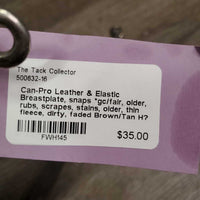 The Tack Collector
500632-16
Can-Pro Leather & Elastic
Breastplate, snaps *gc/fair, older,
rubs, scrapes, stains, older, thin
fleece, dirty, faded Brown/Tan H?
FWH145
$35.00